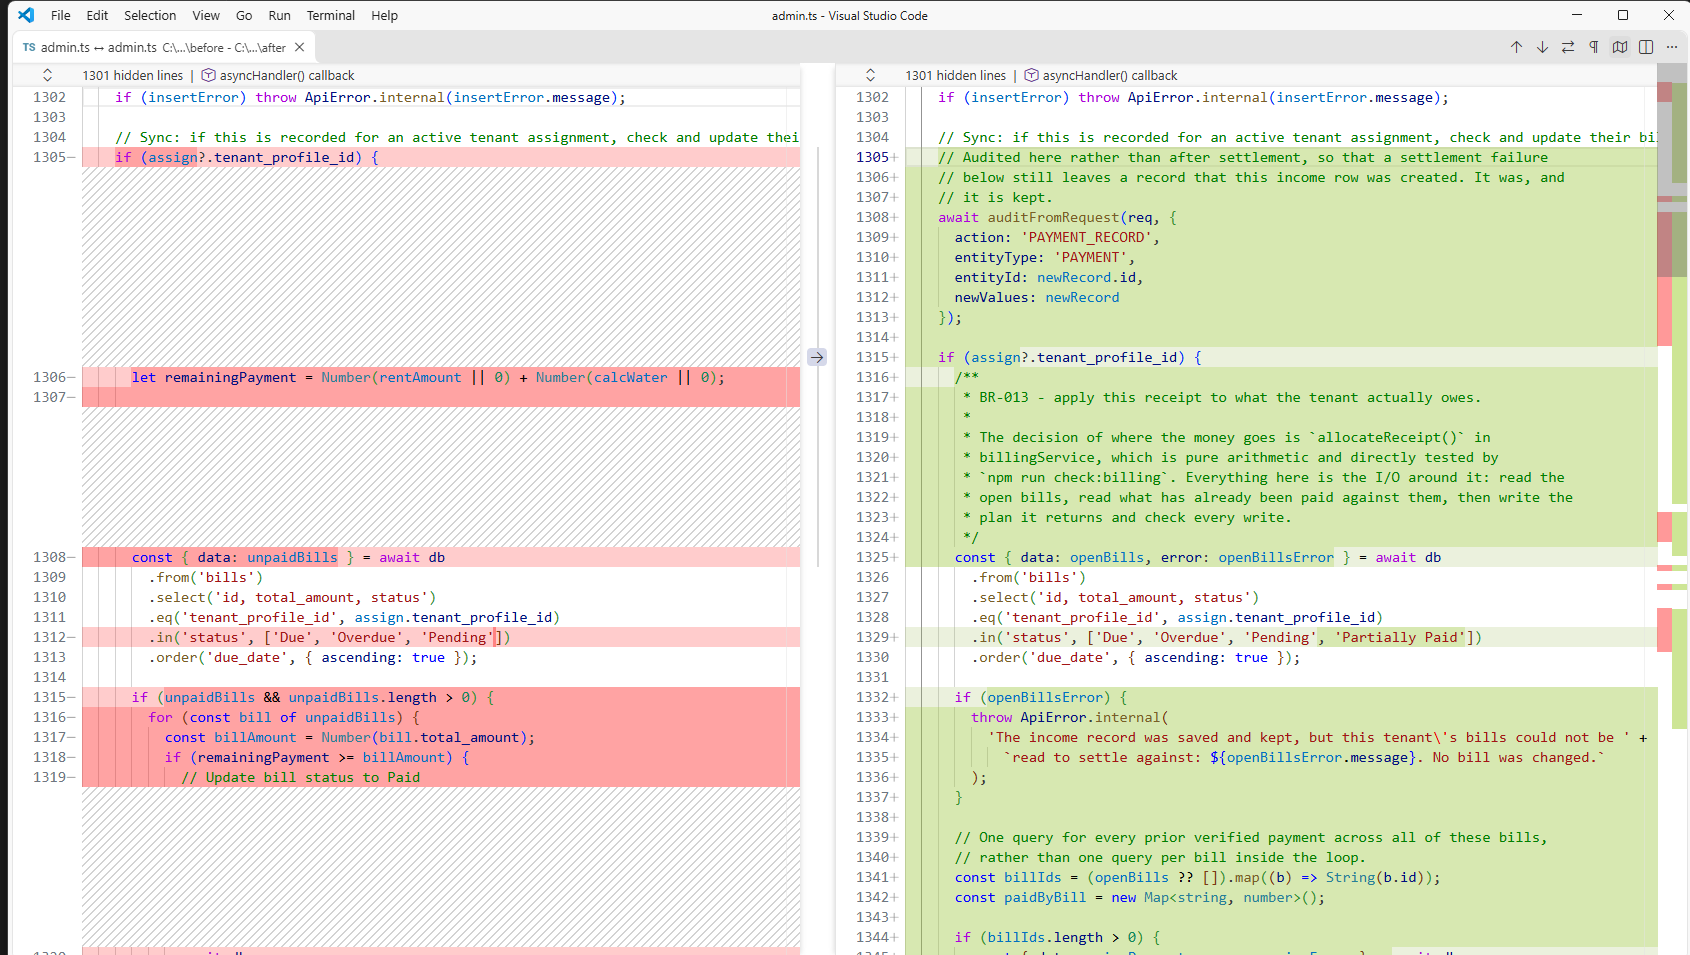 File Edit Selection View Go Run Terminal Help
admin.ts - Visual Studio Code
TS admin.ts ↔ admin.ts C:\...\before - C:\...\after
1301 hidden lines | asyncHandler() callback
1302 if (insertError) throw ApiError.internal(insertError.message);
1303
1304 // Sync: if this is recorded for an active tenant assignment, check and update thei
1305− if (assign?.tenant_profile_id) {
1306− let remainingPayment = Number(rentAmount || 0) + Number(calcWater || 0);
1307−
1308− const { data: unpaidBills } = await db
1309 .from('bills')
1310 .select('id, total_amount, status')
1311 .eq('tenant_profile_id', assign.tenant_profile_id)
1312− .in('status', ['Due', 'Overdue', 'Pending'])
1313 .order('due_date', { ascending: true });
1314
1315− if (unpaidBills && unpaidBills.length > 0) {
1316− for (const bill of unpaidBills) {
1317− const billAmount = Number(bill.total_amount);
1318− if (remainingPayment >= billAmount) {
1319− // Update bill status to Paid
1301 hidden lines | asyncHandler() callback
1302 if (insertError) throw ApiError.internal(insertError.message);
1303
1304 // Sync: if this is recorded for an active tenant assignment, check and update their bil
1305+ // Audited here rather than after settlement, so that a settlement failure
1306+ // below still leaves a record that this income row was created. It was, and
1307+ // it is kept.
1308+ await auditFromRequest(req, {
1309+ action: 'PAYMENT_RECORD',
1310+ entityType: 'PAYMENT',
1311+ entityId: newRecord.id,
1312+ newValues: newRecord
1313+ });
1314+
1315+ if (assign?.tenant_profile_id) {
1316+ /**
1317+ * BR-013 - apply this receipt to what the tenant actually owes.
1318+ *
1319+ * The decision of where the money goes is `allocateReceipt()` in
1320+ * billingService, which is pure arithmetic and directly tested by
1321+ * `npm run check:billing`. Everything here is the I/O around it: read the
1322+ * open bills, read what has already been paid against them, then write the
1323+ * plan it returns and check every write.
1324+ */
1325+ const { data: openBills, error: openBillsError } = await db
1326 .from('bills')
1327 .select('id, total_amount, status')
1328 .eq('tenant_profile_id', assign.tenant_profile_id)
1329+ .in('status', ['Due', 'Overdue', 'Pending', 'Partially Paid'])
1330 .order('due_date', { ascending: true });
1331
1332+ if (openBillsError) {
1333+ throw ApiError.internal(
1334+ 'The income record was saved and kept, but this tenant\'s bills could not be ' +
1335+ `read to settle against: ${openBillsError.message}. No bill was changed.`
1336+ );
1337+ }
1338+
1339+ // One query for every prior verified payment across all of these bills,
1340+ // rather than one query per bill inside the loop.
1341+ const billIds = (openBills ?? []).map((b) => String(b.id));
1342+ const paidByBill = new Map<string, number>();
1343+
1344+ if (billIds.length > 0) {